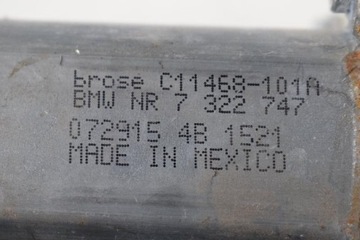 brose C11468-101A
BMW NR 7 322 747
072915 4B 1521
MADE IN MEXICO